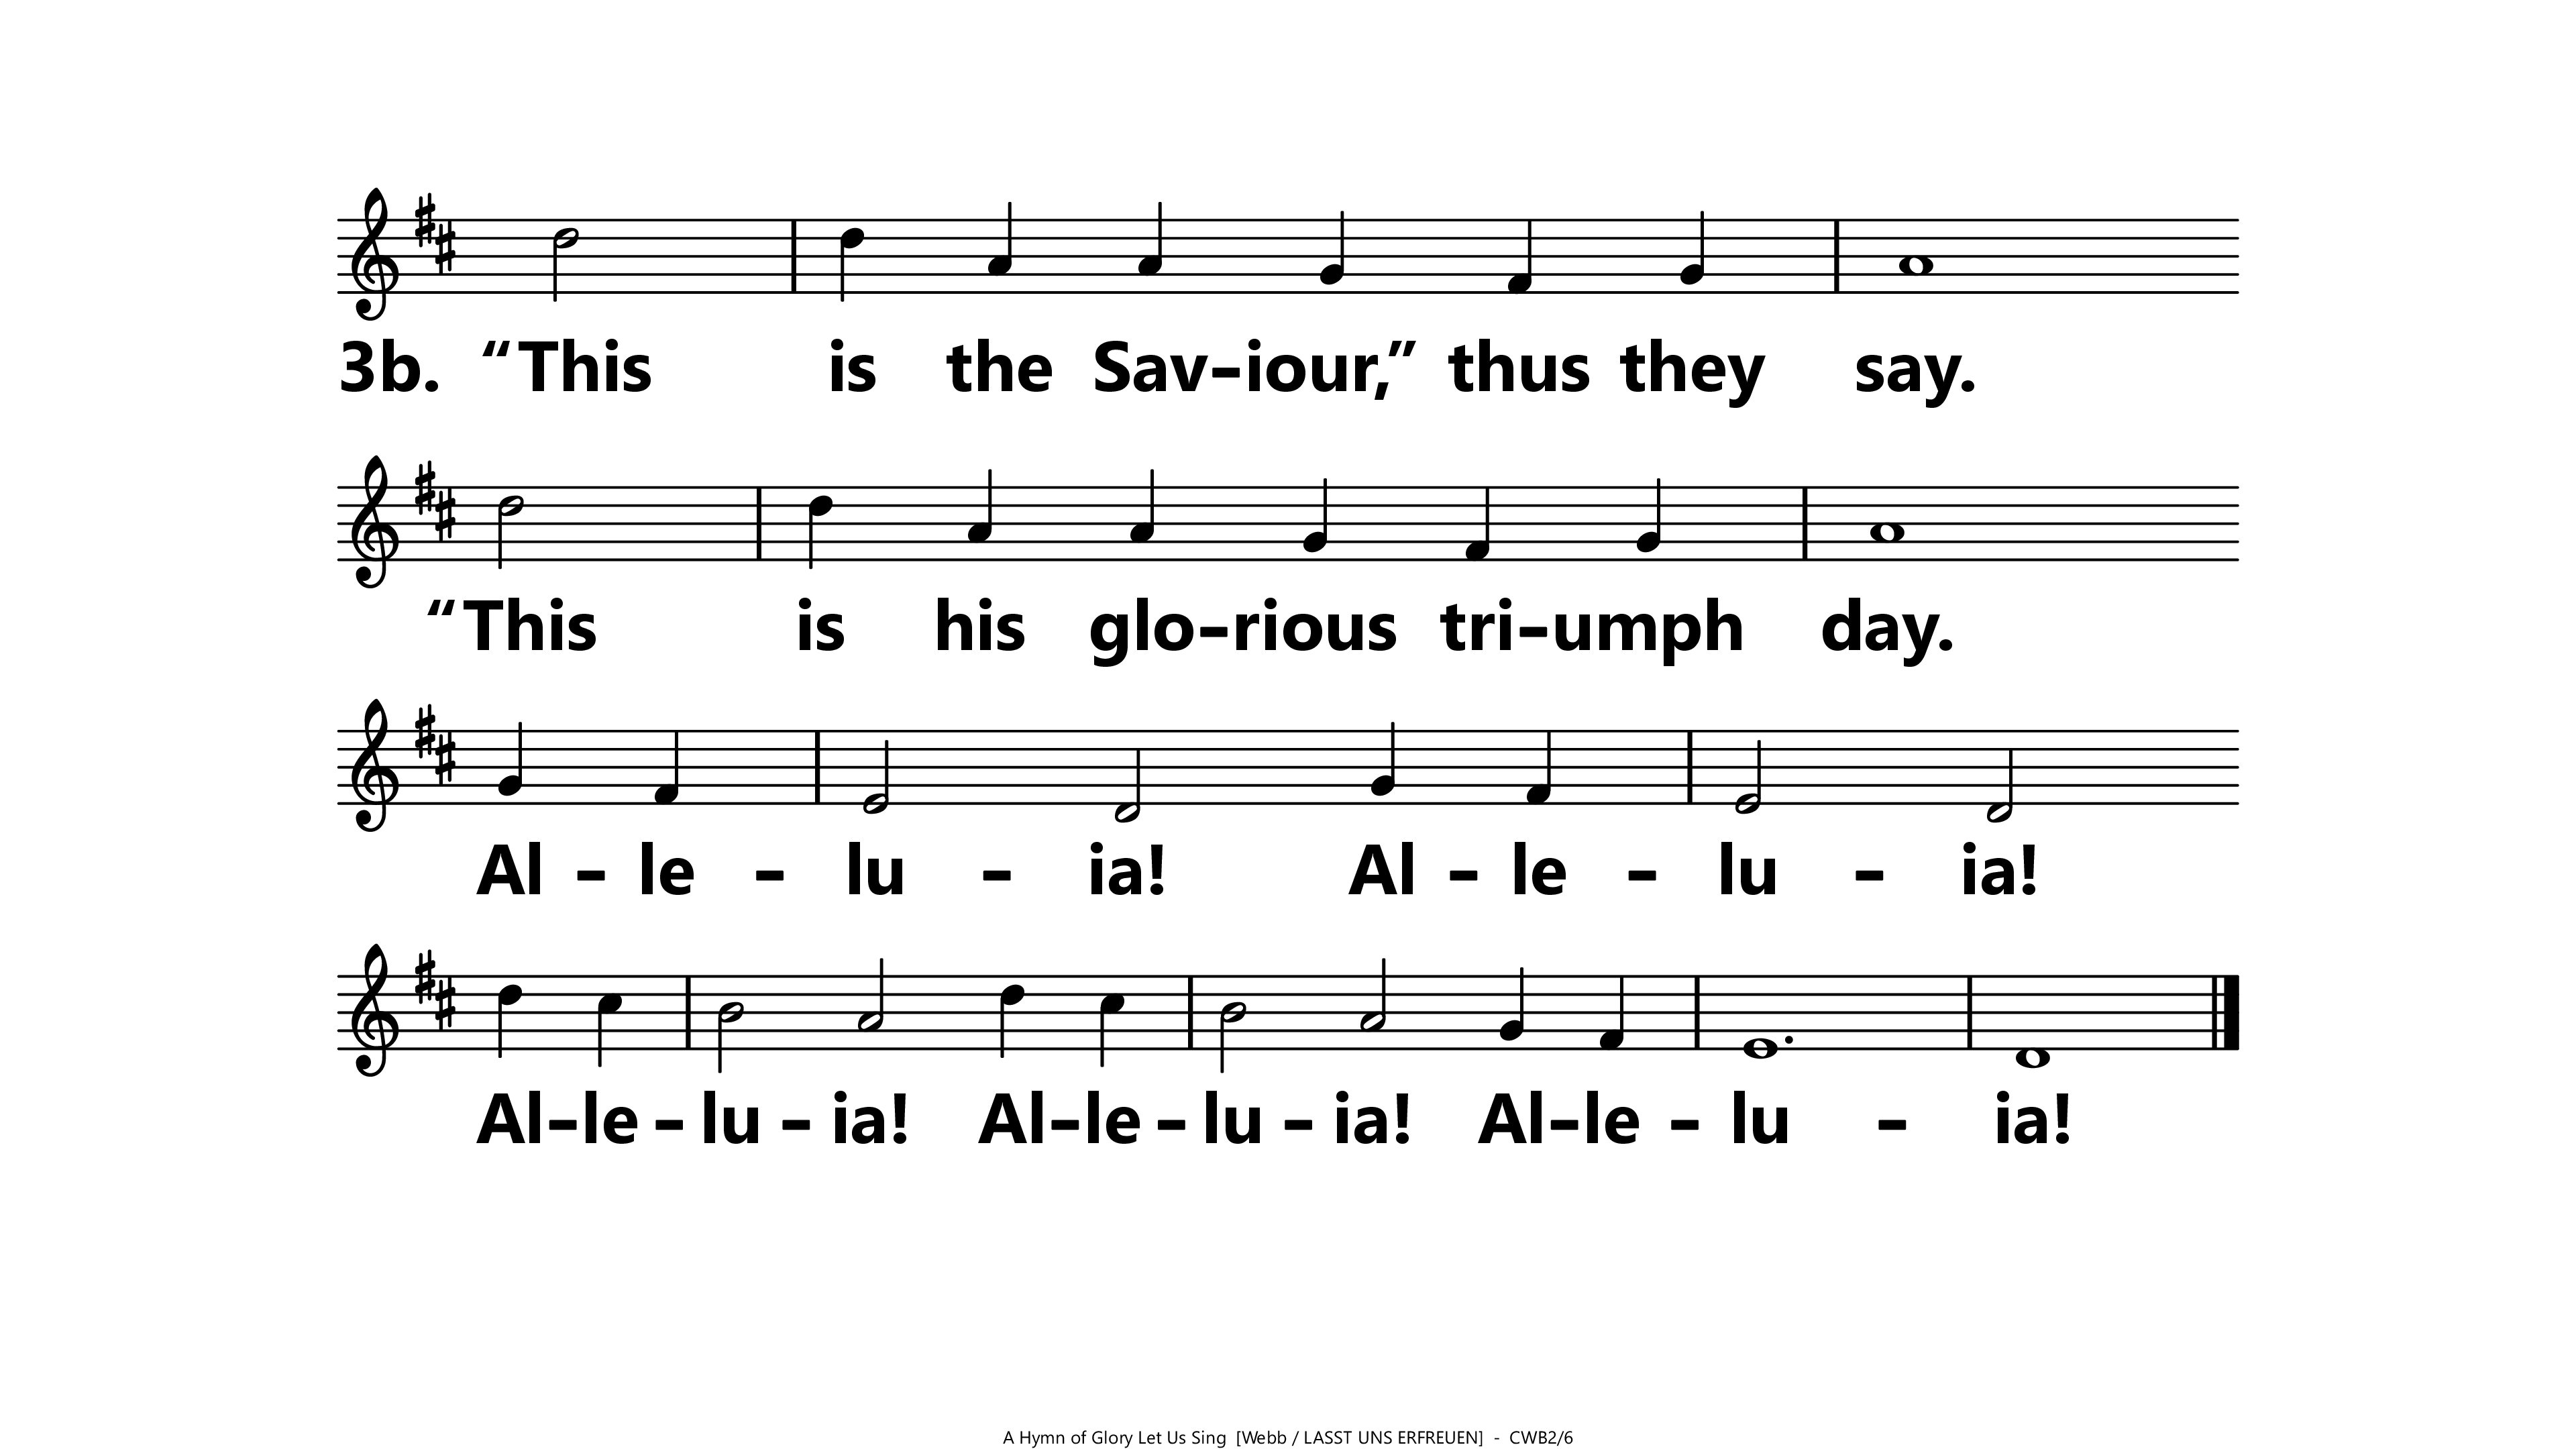 3b. “This is the Sav-iour,” thus they say.
“This is his glo-rious tri-umph day.
Al - le - lu - ia! Al - le - lu - ia!
Al-le - lu - ia! Al-le - lu - ia! Al-le - lu - ia!
A Hymn of Glory Let Us Sing [Webb / LASST UNS ERFREUEN] - CWB2/6